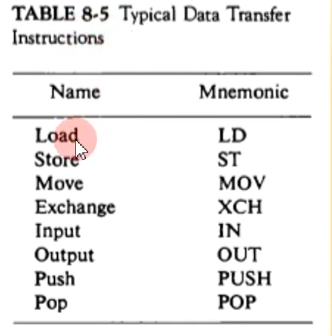 TABLE 8-5 Typical Data Transfer
Instructions
Name Mnemonic
Load LD
Store ST
Move MOV
Exchange XCH
Input IN
Output OUT
Push PUSH
Pop POP